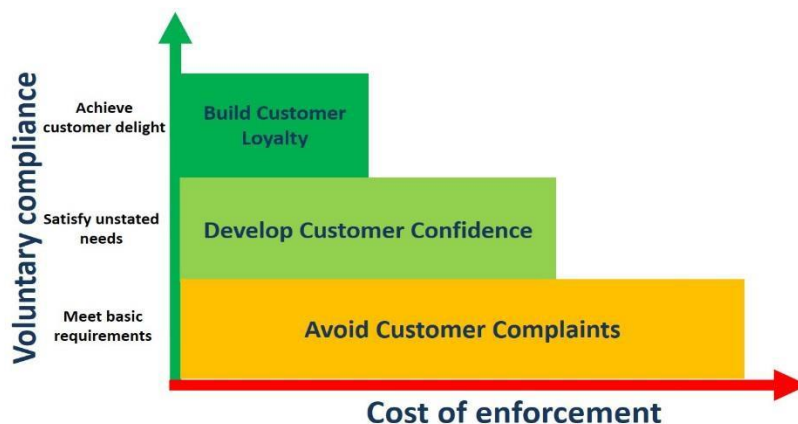 Voluntary compliance
Achieve
customer delight
Build Customer
Loyalty
Satisfy unstated
needs
Develop Customer Confidence
Meet basic
requirements
Avoid Customer Complaints
Cost of enforcement